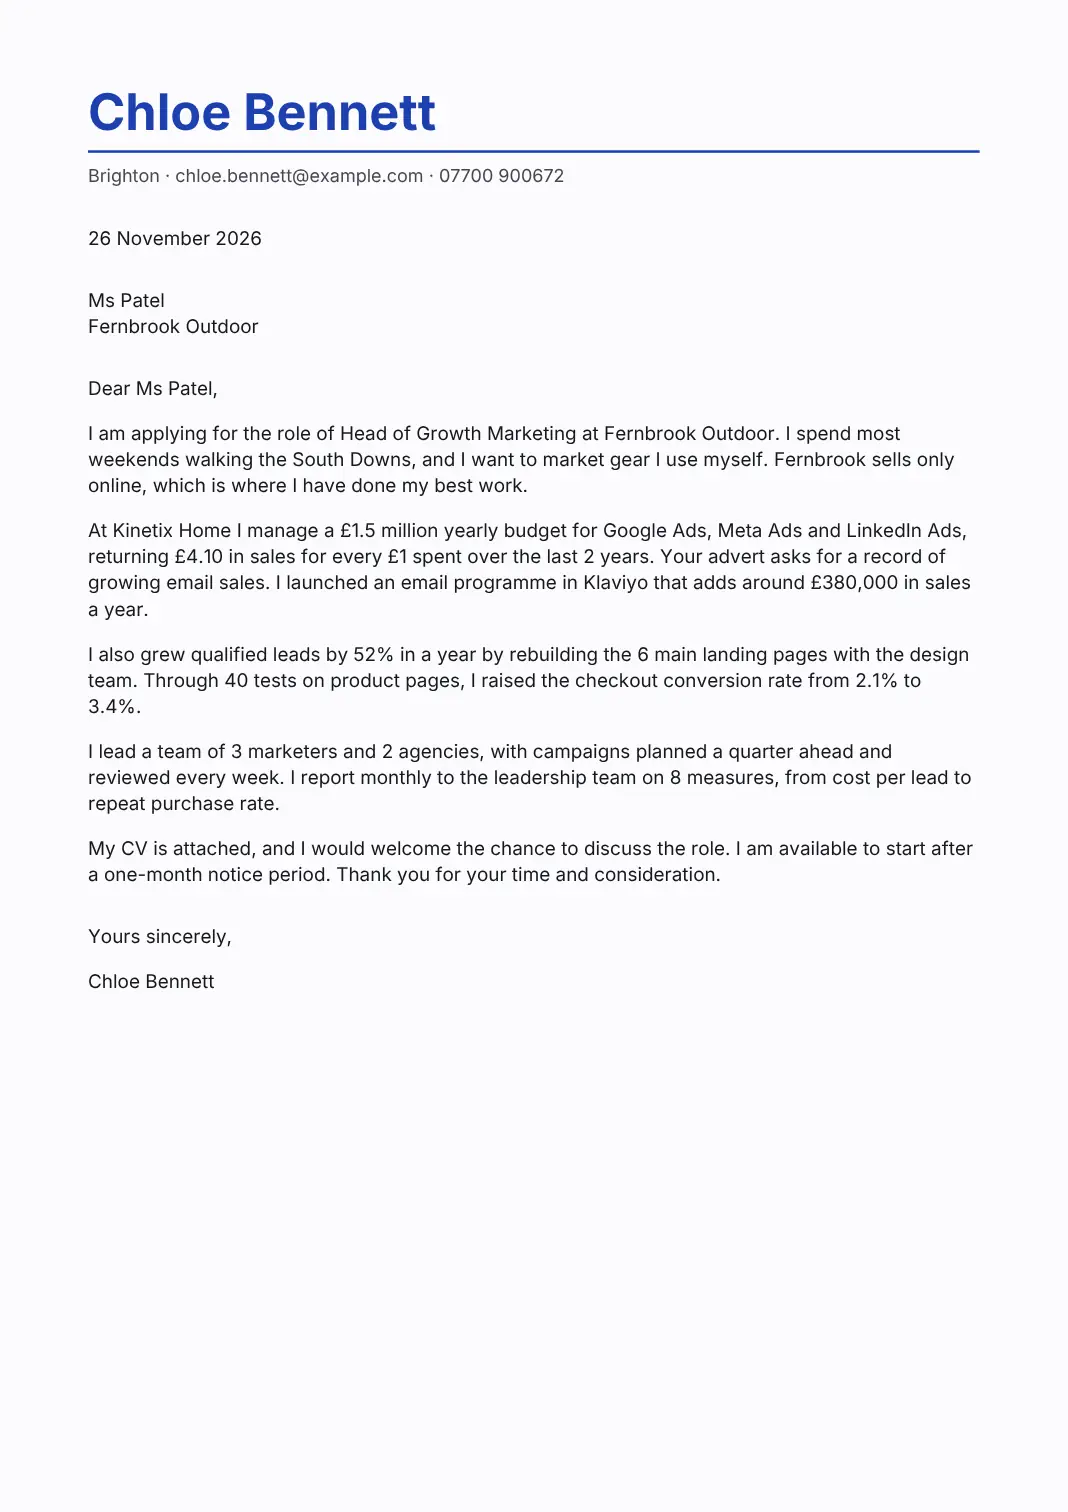 Chloe Bennett
Brighton · chloe.bennett@example.com · 07700 900672
26 November 2026
Ms Patel
Fernbrook Outdoor
Dear Ms Patel,
I am applying for the role of Head of Growth Marketing at Fernbrook Outdoor. I spend most
weekends walking the South Downs, and I want to market gear I use myself. Fernbrook sells only
online, which is where I have done my best work.
At Kinetix Home I manage a £1.5 million yearly budget for Google Ads, Meta Ads and LinkedIn Ads,
returning £4.10 in sales for every £1 spent over the last 2 years. Your advert asks for a record of
growing email sales. I launched an email programme in Klaviyo that adds around £380,000 in sales
a year.
I also grew qualified leads by 52% in a year by rebuilding the 6 main landing pages with the design
team. Through 40 tests on product pages, I raised the checkout conversion rate from 2.1% to
3.4%.
I lead a team of 3 marketers and 2 agencies, with campaigns planned a quarter ahead and
reviewed every week. I report monthly to the leadership team on 8 measures, from cost per lead to
repeat purchase rate.
My CV is attached, and I would welcome the chance to discuss the role. I am available to start after
a one-month notice period. Thank you for your time and consideration.
Yours sincerely,
Chloe Bennett